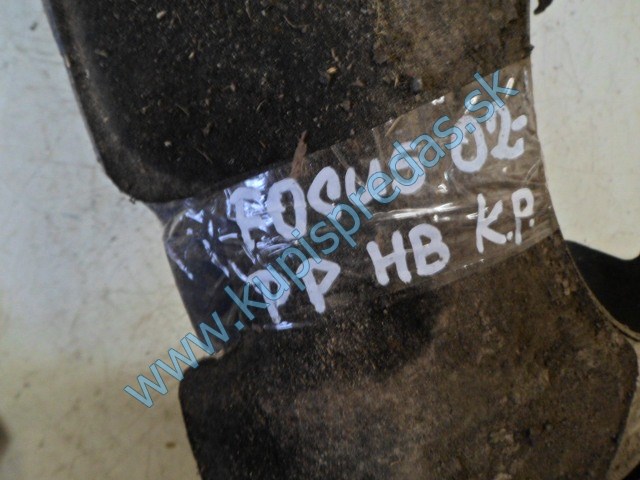 FOCUS 02-
PP HB K.P.
www.kupispredas.sk